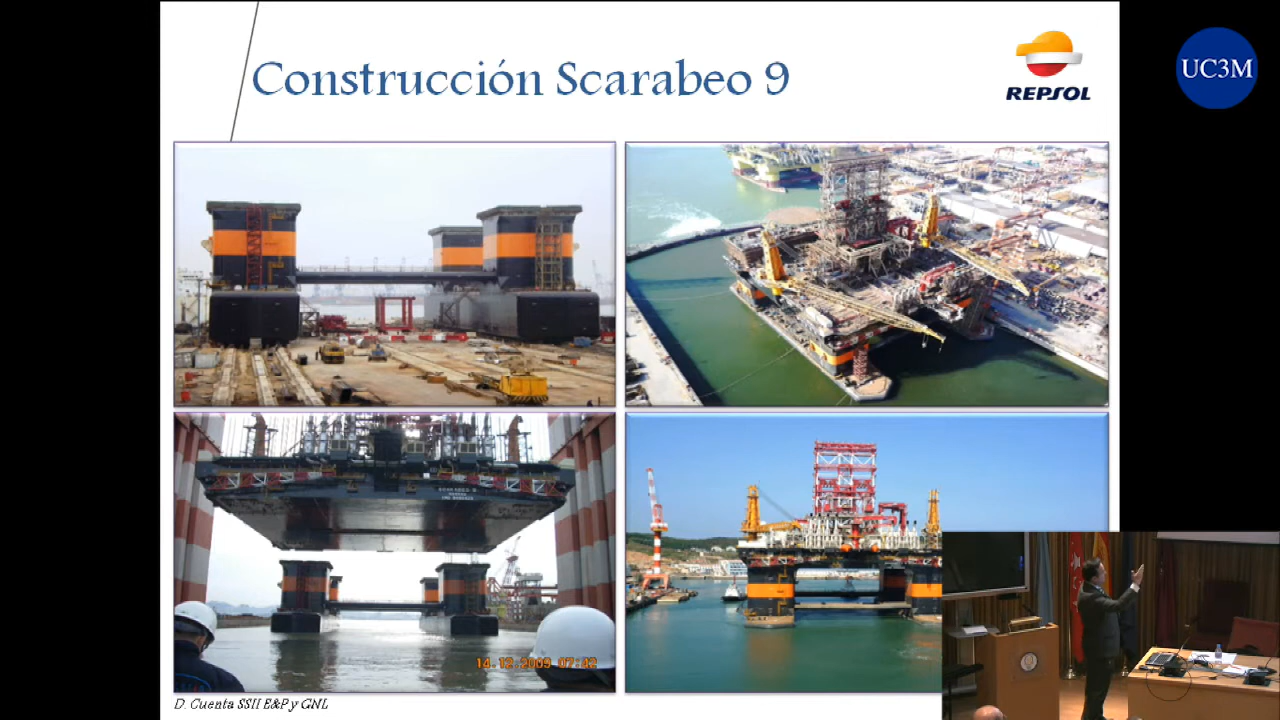 Construcción Scarabeo 9
REPSOL
UC3M
14.12.2009 07:42
D. Cuenta SSII E&P y GNL